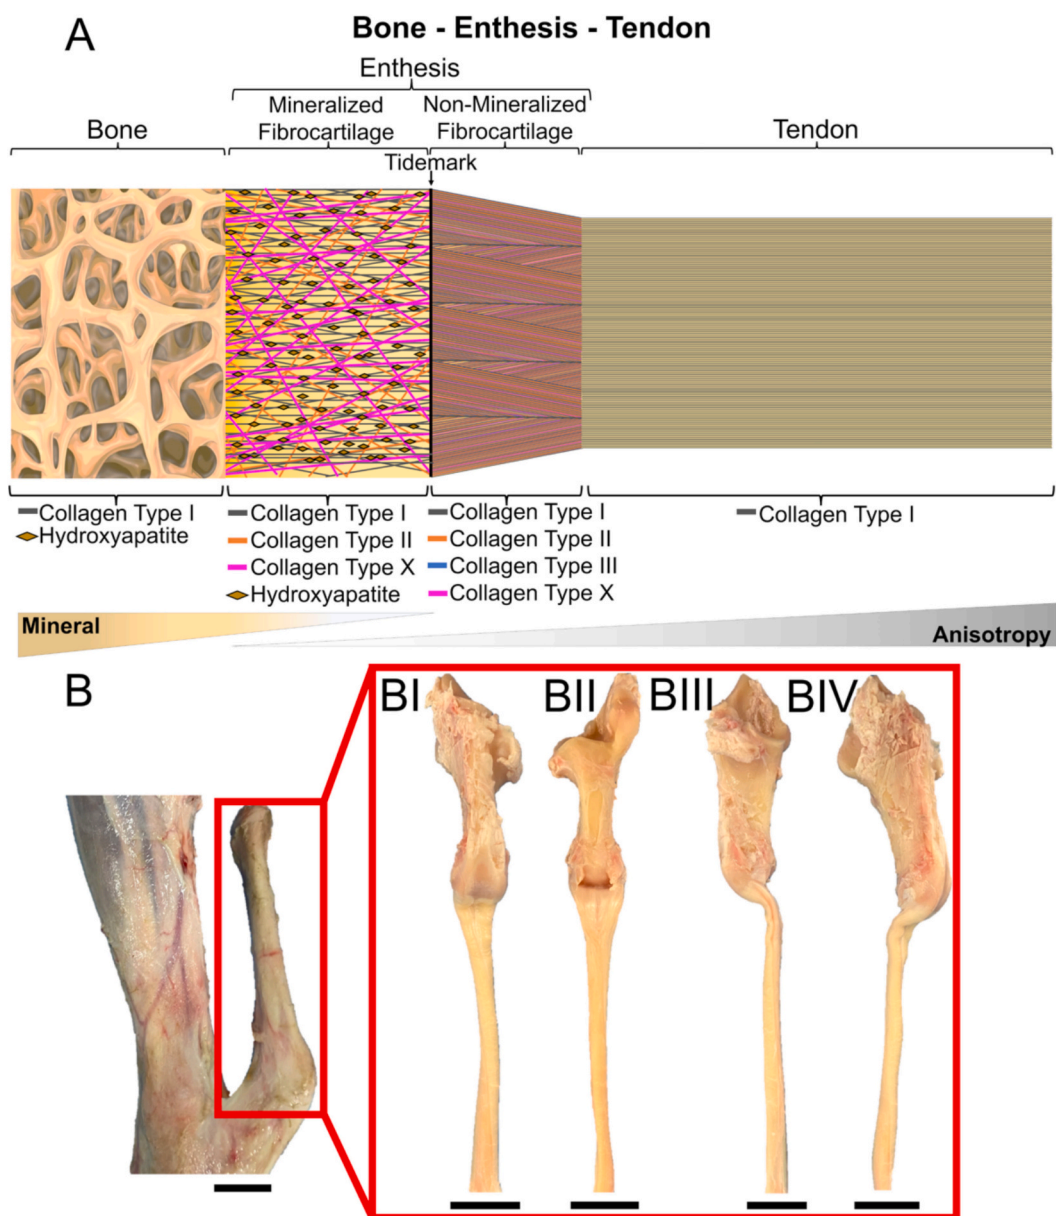 A
Bone - Enthesis - Tendon
Enthesis
Bone
Mineralized
Fibrocartilage
Non-Mineralized
Fibrocartilage
Tendon
Tidemark
Collagen Type I
Hydroxyapatite
Collagen Type I
Collagen Type II
Collagen Type X
Hydroxyapatite
Collagen Type I
Collagen Type II
Collagen Type III
Collagen Type X
Collagen Type I
Mineral
Anisotropy
B
BI
BII
BIII
BIV